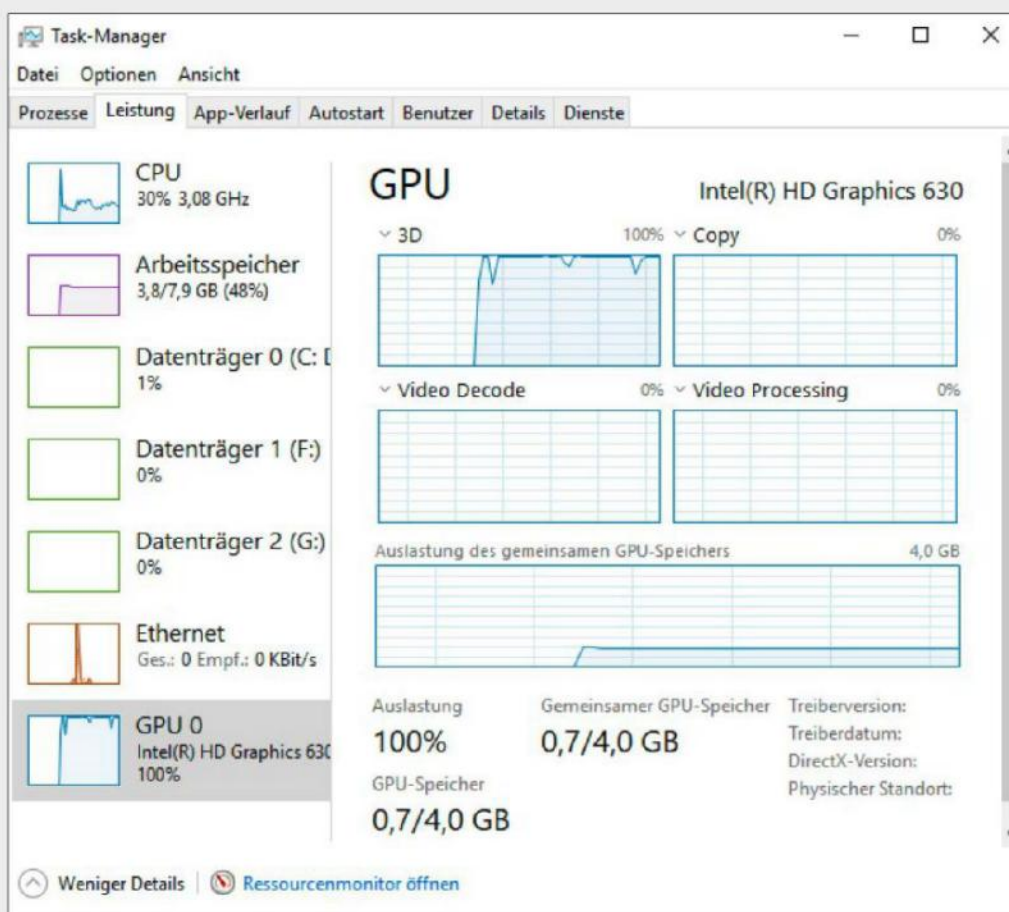 Task-Manager
Datei Optionen Ansicht
Prozesse Leistung App-Verlauf Autostart Benutzer Details Dienste
CPU
30% 3,08 GHz
Arbeitsspeicher
3,8/7,9 GB (48%)
Datenträger 0 (C: D
1%
Datenträger 1 (F:)
0%
Datenträger 2 (G:)
0%
Ethernet
Ges.: 0 Empf.: 0 KBit/s
GPU 0
Intel(R) HD Graphics 630
100%
GPU Intel(R) HD Graphics 630
3D 100% Copy 0%
Video Decode 0% Video Processing 0%
Auslastung des gemeinsamen GPU-Speichers 4,0 GB
Auslastung
100%
Gemeinsamer GPU-Speicher
0,7/4,0 GB
GPU-Speicher
0,7/4,0 GB
Treiberversion:
Treiberdatum:
DirectX-Version:
Physischer Standort:
Weniger Details Ressourcenmonitor öffnen